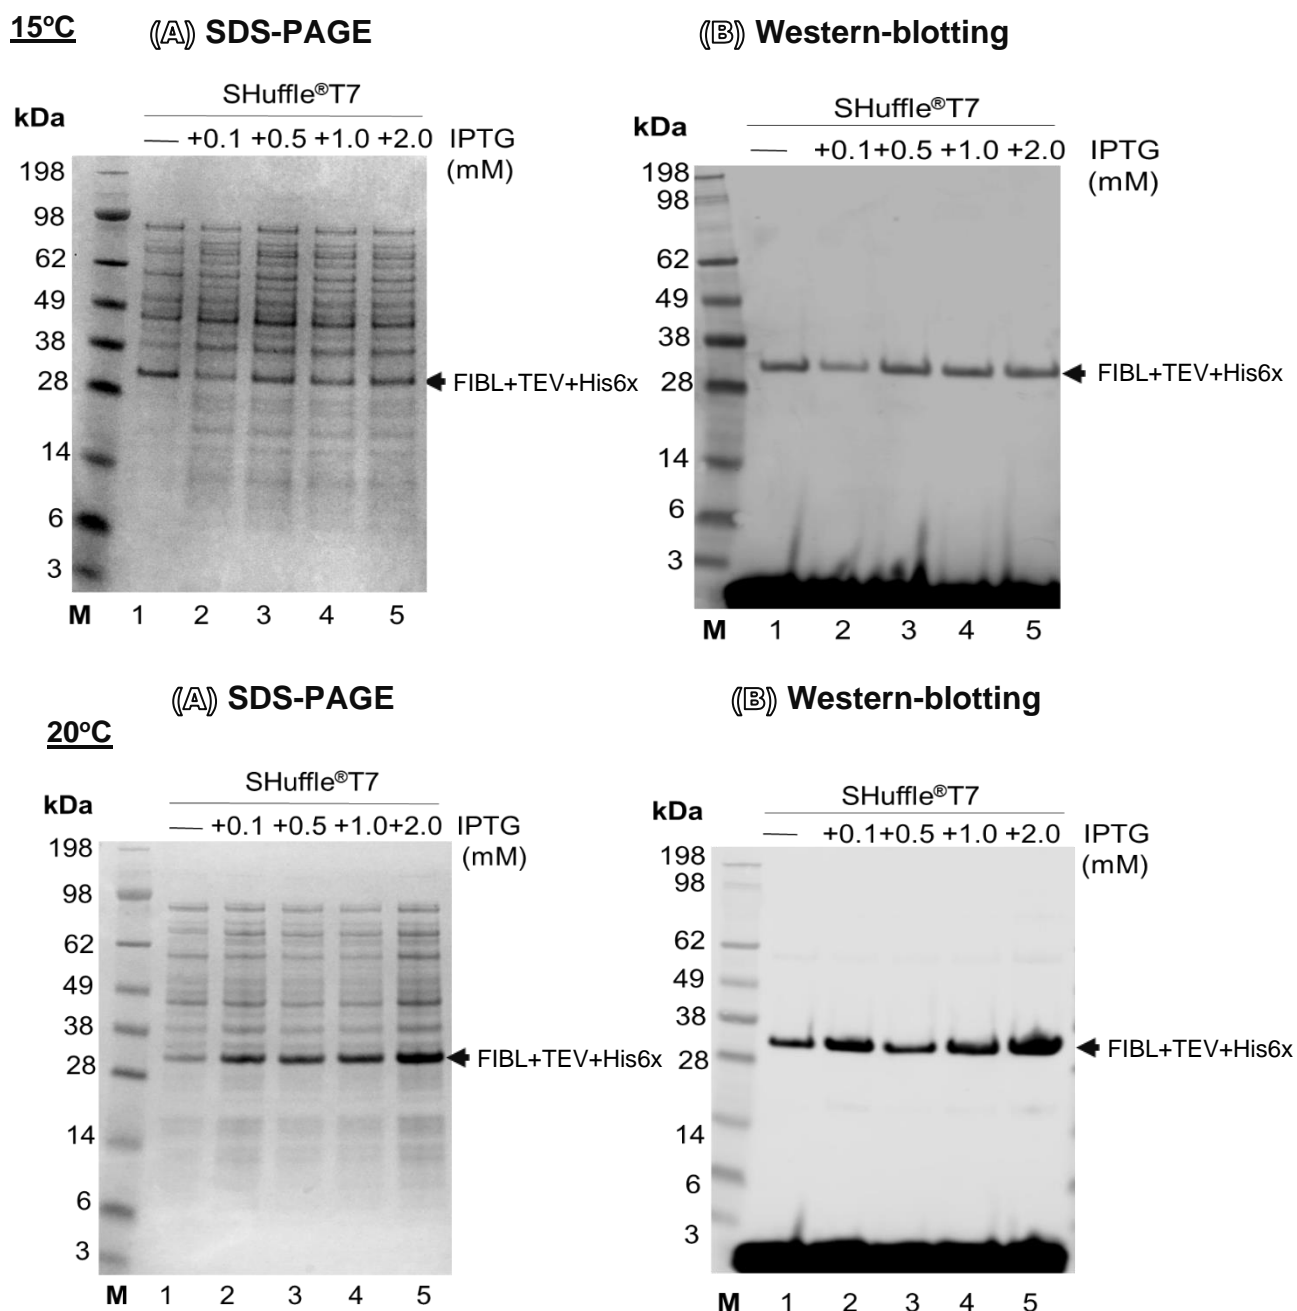 15ºC
(A) SDS-PAGE
SHuffle®T7
kDa
— +0.1 +0.5 +1.0 +2.0 IPTG
(mM)
198
98
62
49
38
28
14
6
3
FIBL+TEV+His6x
M 1 2 3 4 5
(B) Western-blotting
SHuffle®T7
kDa
— +0.1+0.5 +1.0 +2.0 IPTG
(mM)
198
98
62
49
38
28
14
6
3
FIBL+TEV+His6x
M 1 2 3 4 5
20ºC
(A) SDS-PAGE
SHuffle®T7
kDa
— +0.1 +0.5 +1.0+2.0 IPTG
(mM)
198
98
62
49
38
28
14
6
3
FIBL+TEV+His6x
M 1 2 3 4 5
(B) Western-blotting
SHuffle®T7
kDa
— +0.1+0.5 +1.0 +2.0 IPTG
(mM)
198
98
62
49
38
28
14
6
3
FIBL+TEV+His6x
M 1 2 3 4 5